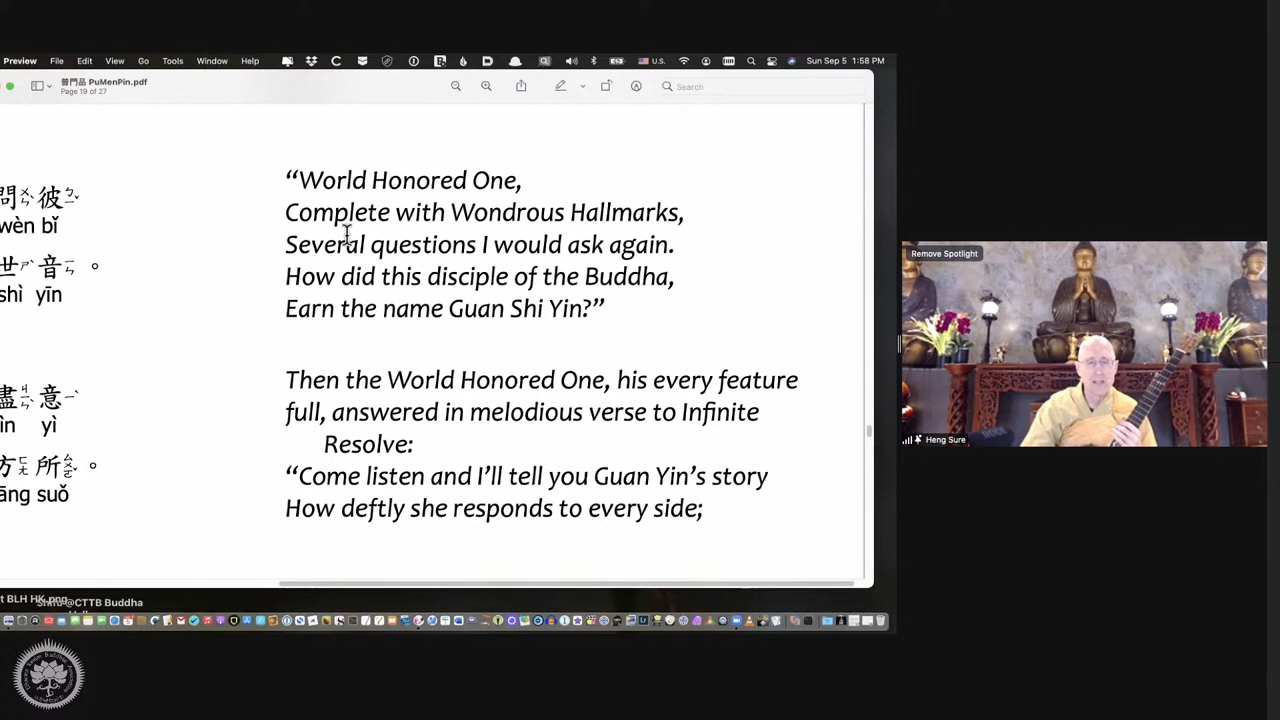 Preview File Edit View Go Tools Window Help U.S. Sun Sep 5 1:58 PM
普門品 PuMenPin.pdf
Page 19 of 27
Search
“World Honored One,
Complete with Wondrous Hallmarks,
Several questions I would ask again.
How did this disciple of the Buddha,
Earn the name Guan Shi Yin?”
Then the World Honored One, his every feature
full, answered in melodious verse to Infinite
Resolve:
“Come listen and I’ll tell you Guan Yin’s story
How deftly she responds to every side;
問彼
wèn bǐ
世音。
shì yīn
盡意
ìn yì
方所。
āng suǒ
Remove Spotlight
Heng Sure
t BLH HK.png
@CTTB Buddha